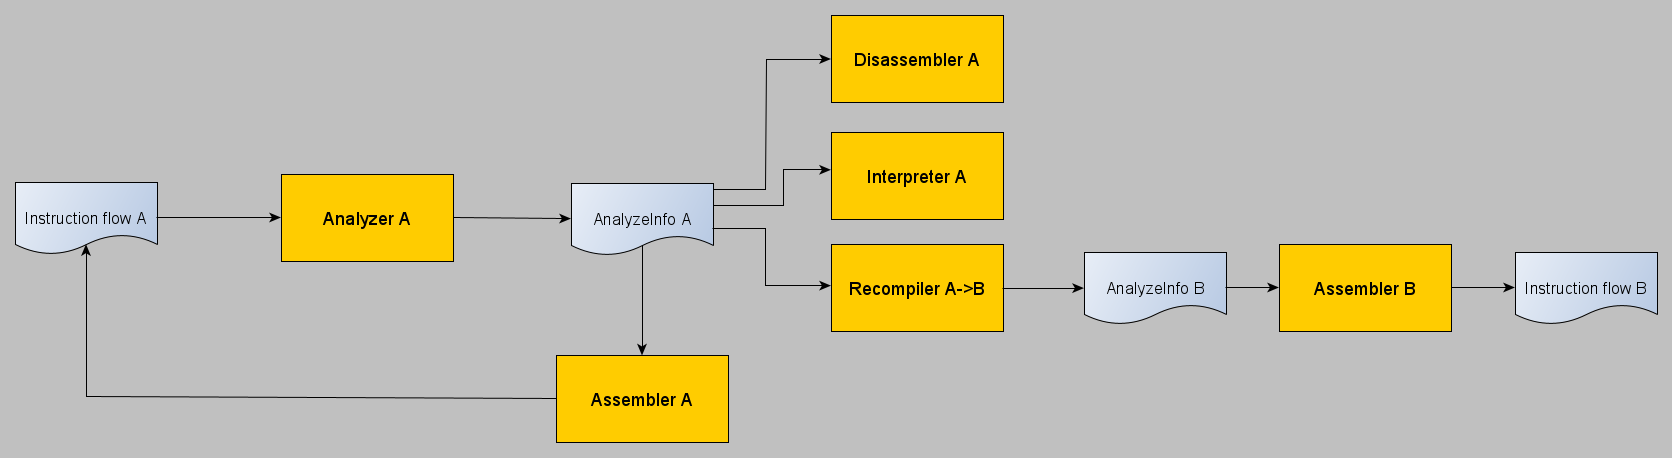 Disassembler A
Interpreter A
Instruction flow A
Analyzer A
AnalyzeInfo A
Recompiler A->B
AnalyzeInfo B
Assembler B
Instruction flow B
Assembler A